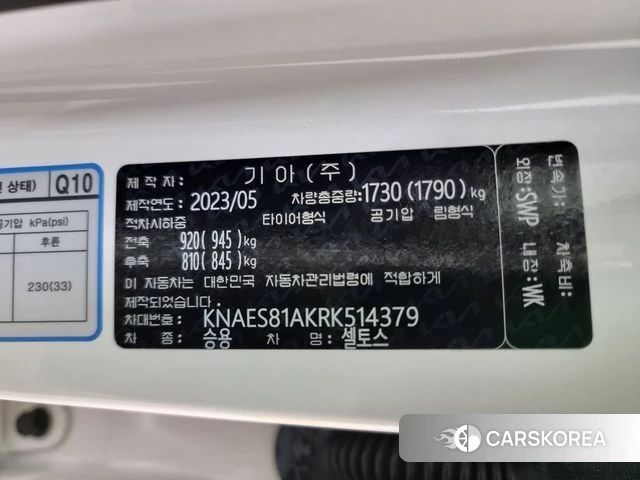 상태) Q10
공기압 kPa(psi)
후륜
230(33)
제 작 자: 기 아 ( 주 )
제작연도: 2023/05 차량총중량:1730 (1790) kg
적차시하중 타이어형식 공기압 림형식
전축 920( 945) kg
후축 810( 845) kg
이 자동차는 대한민국 자동차관리법령에 적합하게
제작되었습니다.
차대번호: KNAES81AKRK514379
차 종: 승용 차 명: 셀토스
변속기: 차축비:
외장:SWP 내장:WK
CARSKOREA